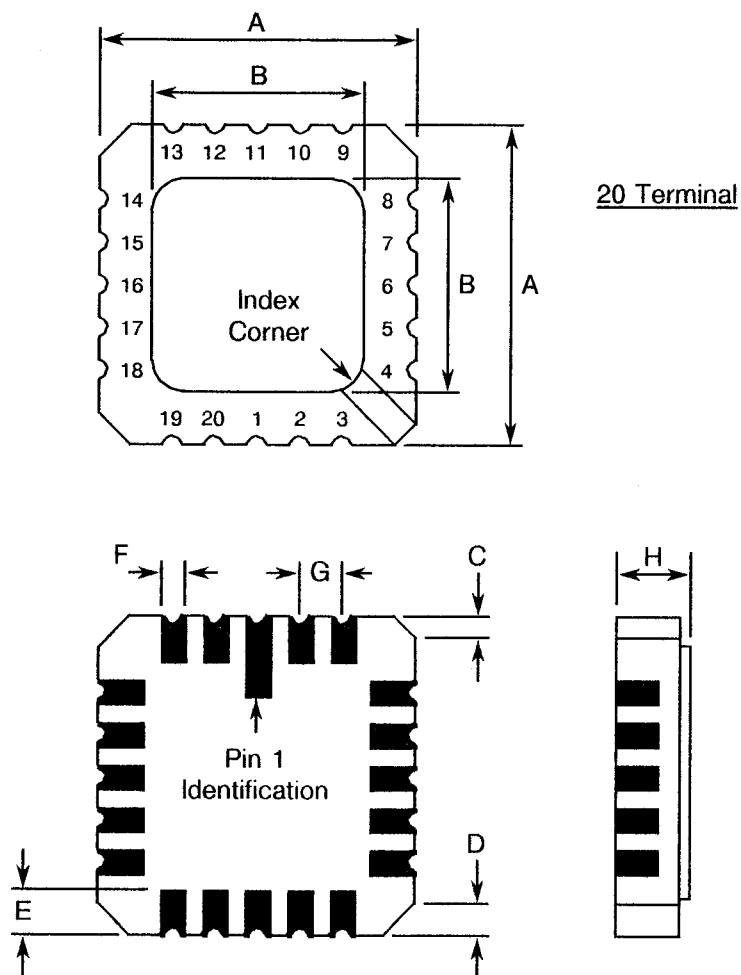 A
B
13 12 11 10 9
14 8
15 7
16 6
17 5
18 4
19 20 1 2 3
Index
Corner
B
A
20 Terminal
F
G
C
H
Pin 1
Identification
D
E